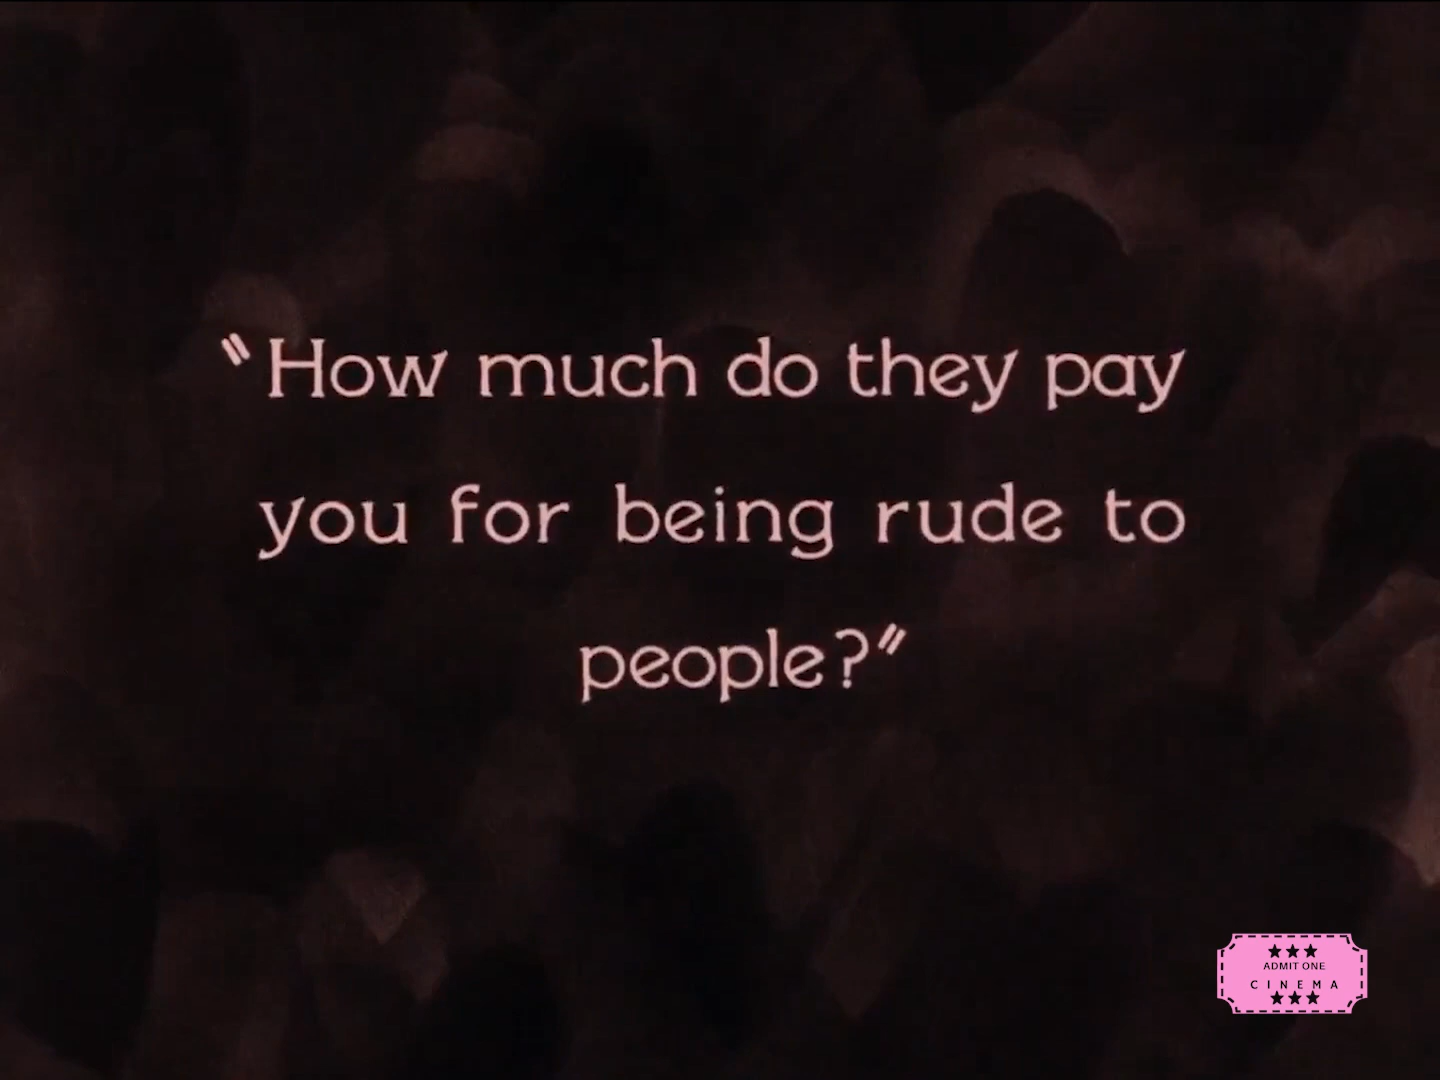 "How much do they pay
you for being rude to
people?"
★★★
ADMIT ONE
CINEMA
★★★